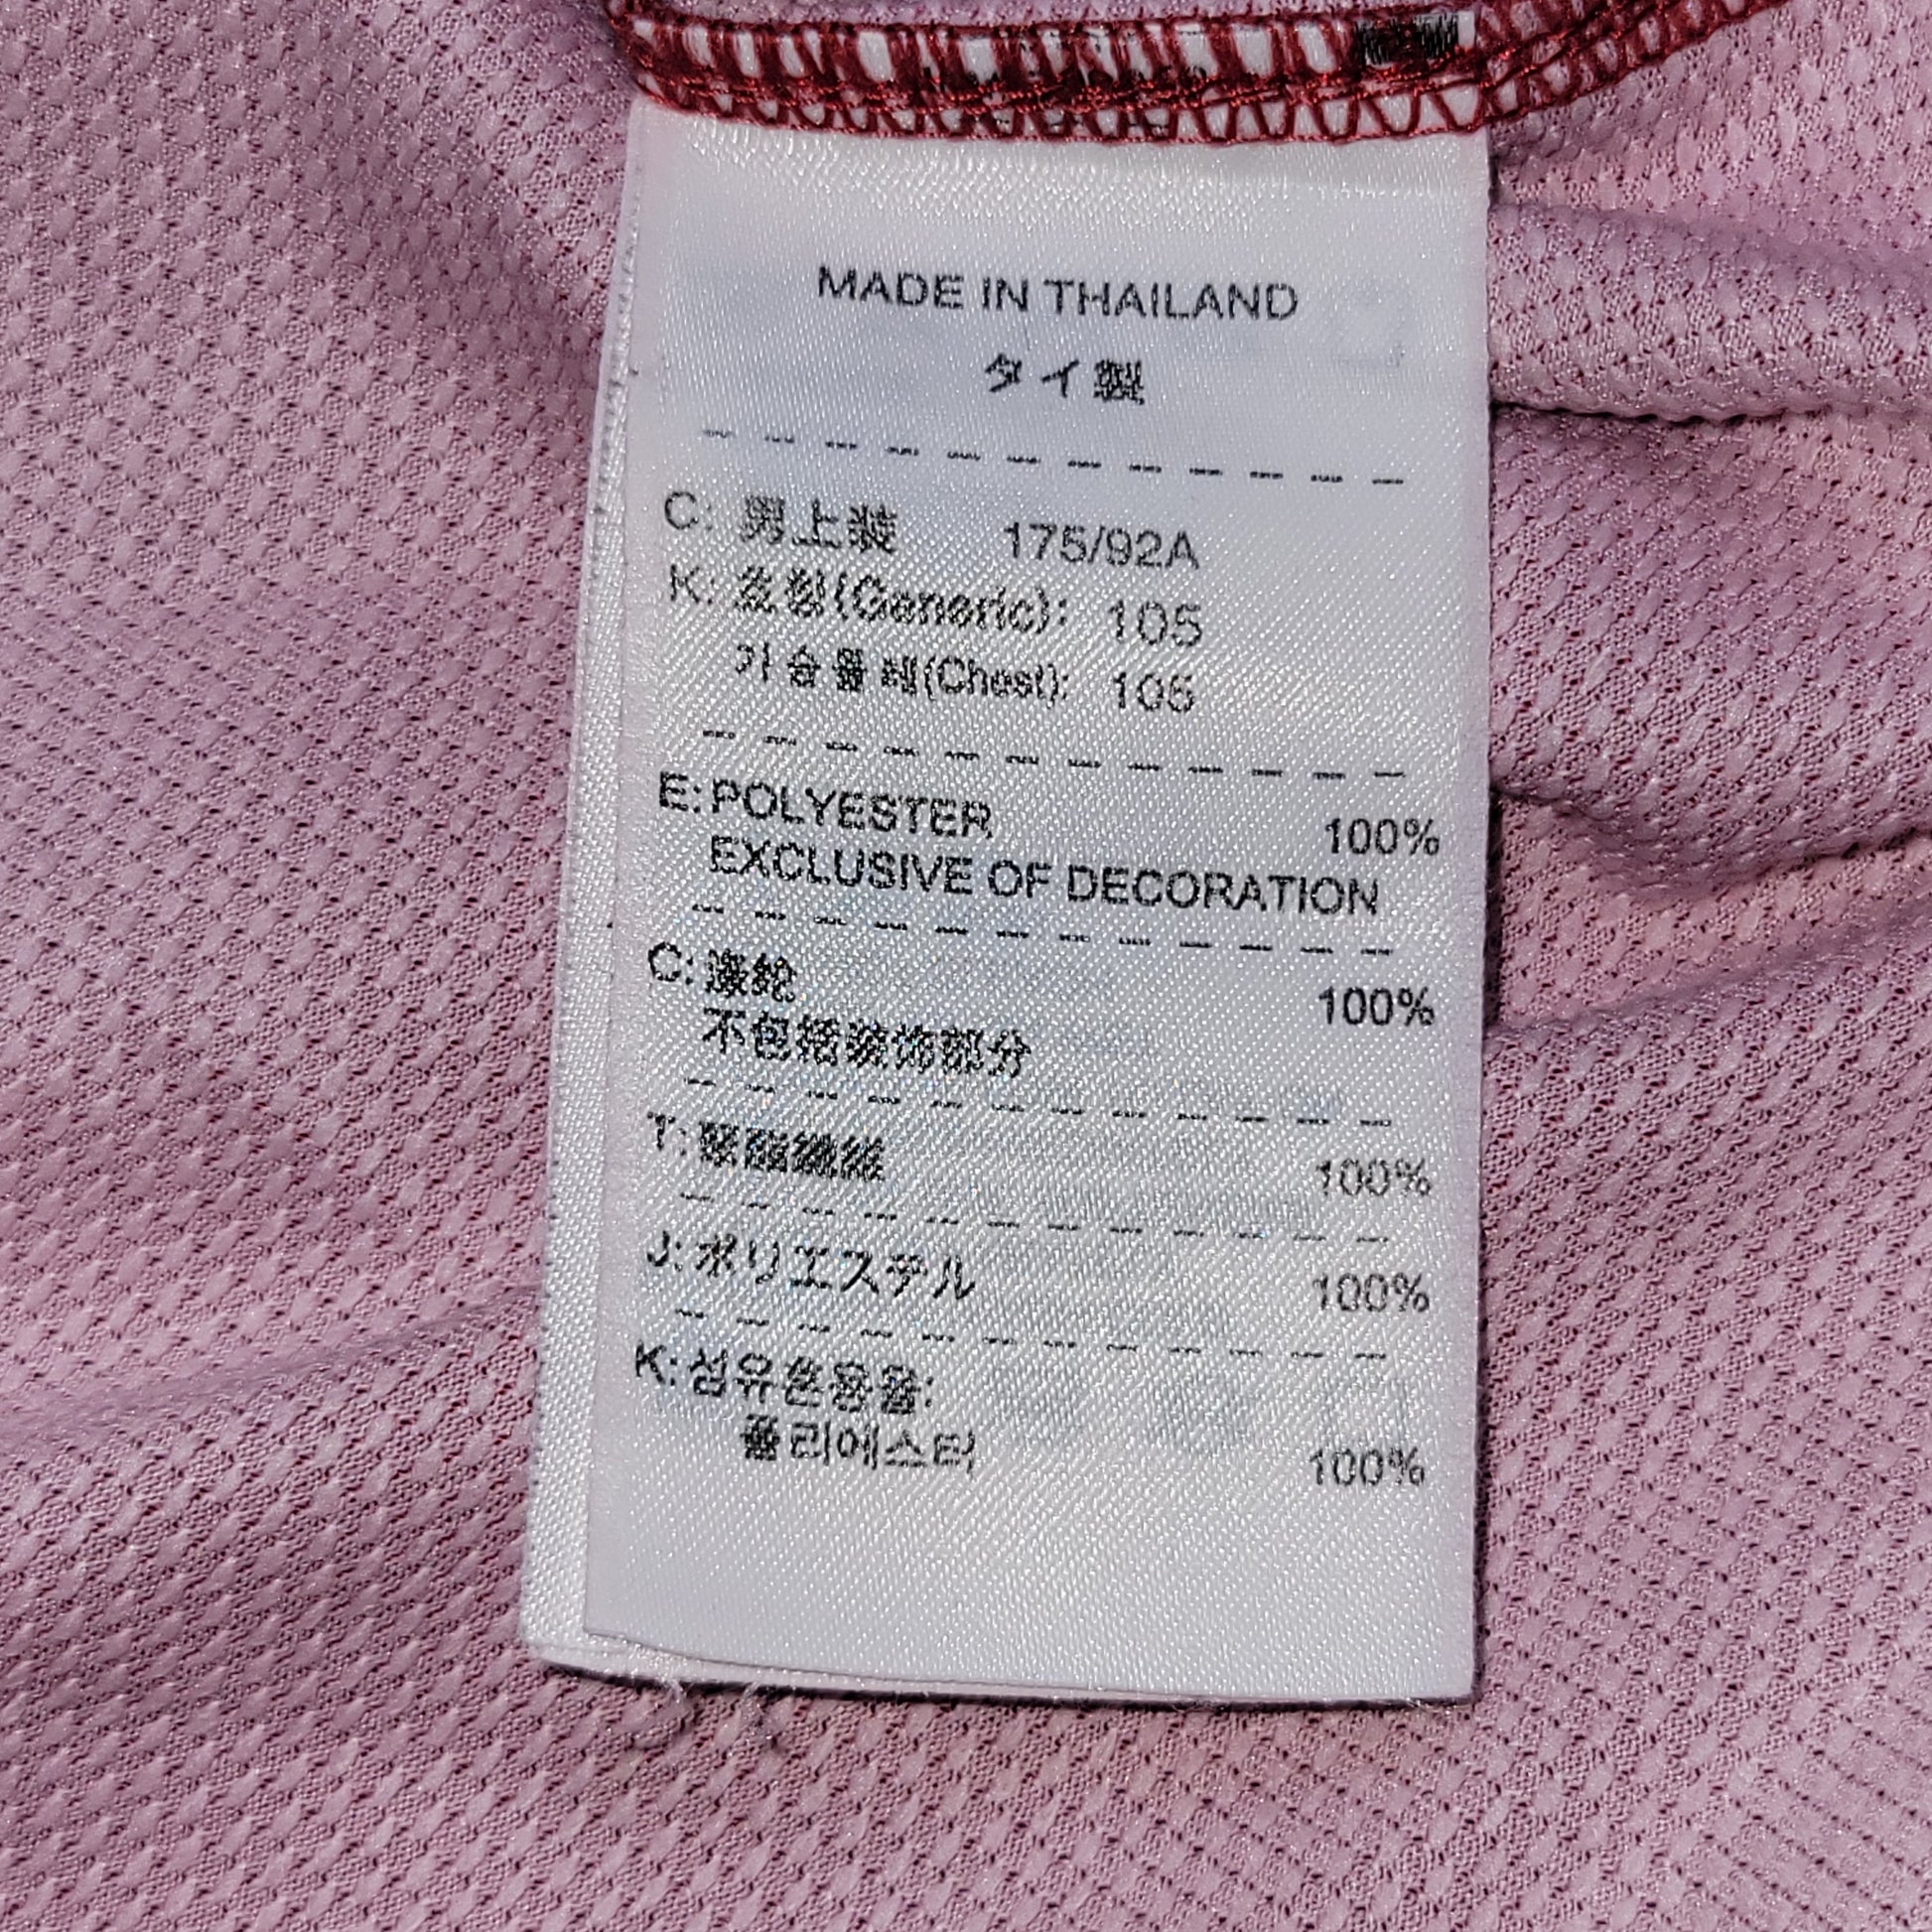 MADE IN THAILAND
タイ製
C: 男上装 175/92A
K: 호칭(Generic): 105
가슴둘레(Chest): 105
E: POLYESTER 100%
EXCLUSIVE OF DECORATION
C: 涤纶 100%
不包括装饰部分
T: 聚酯纖維 100%
J: ポリエステル 100%
K: 섬유혼용율:
폴리에스터 100%